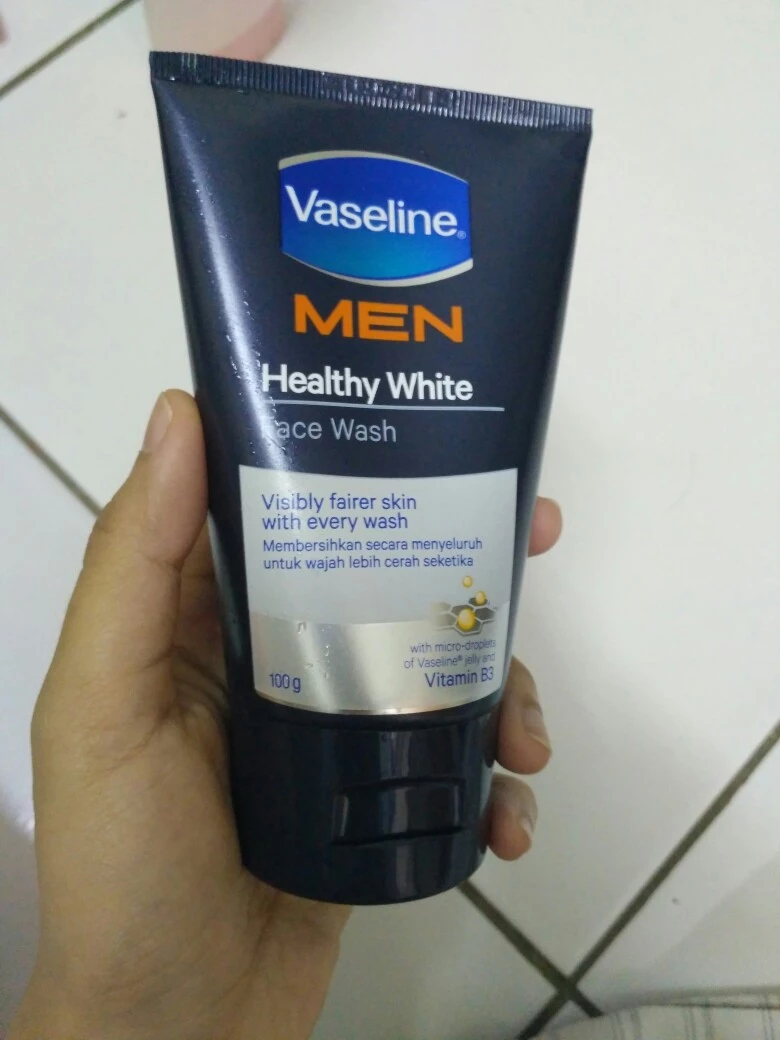 Vaseline®
MEN
Healthy White
Face Wash
Visibly fairer skin
with every wash
Membersihkan secara menyeluruh
untuk wajah lebih cerah seketika
with micro-droplets
of Vaseline® jelly and
Vitamin B3
100g